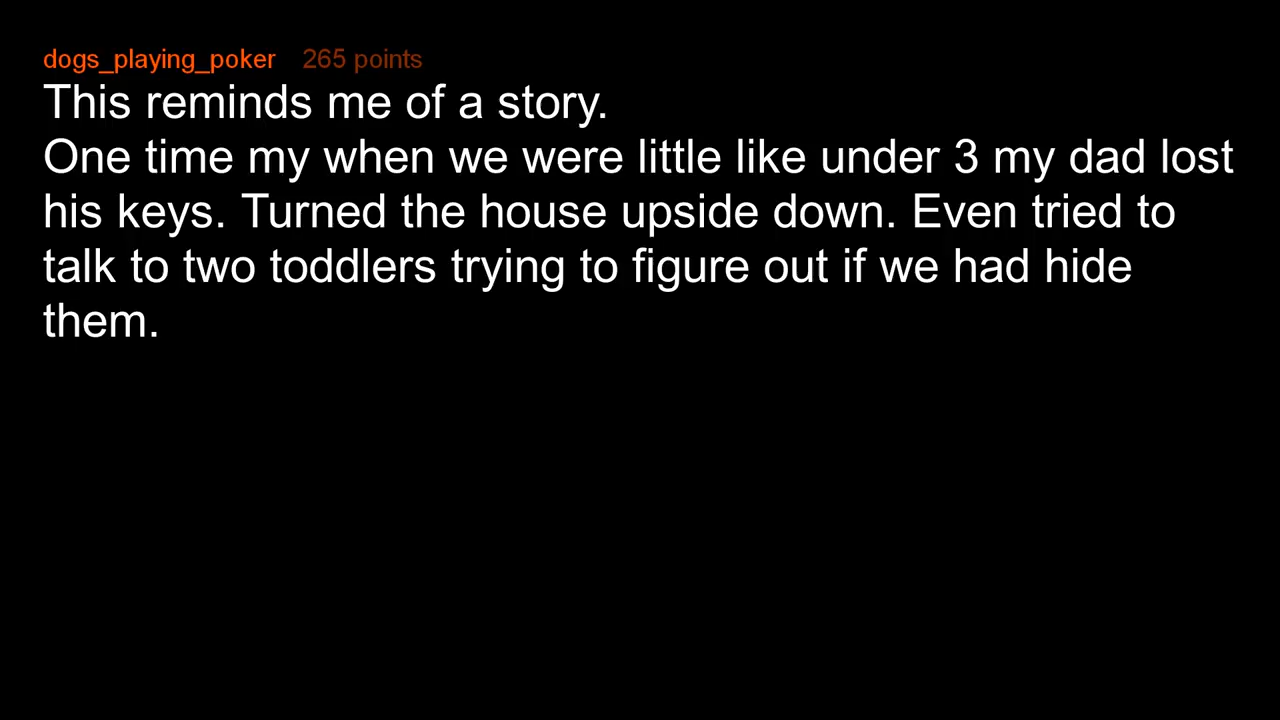 dogs_playing_poker 265 points
This reminds me of a story.
One time my when we were little like under 3 my dad lost
his keys. Turned the house upside down. Even tried to
talk to two toddlers trying to figure out if we had hide
them.